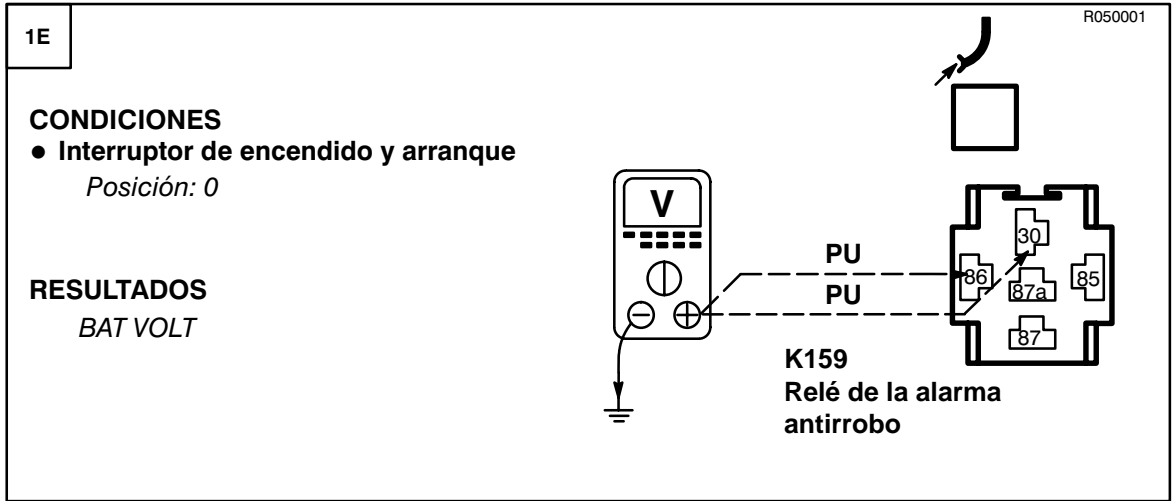 R050001
1E
CONDICIONES
● Interruptor de encendido y arranque
Posición: 0
RESULTADOS
BAT VOLT
V
PU
PU
30
86
87a
85
87
K159
Relé de la alarma
antirrobo